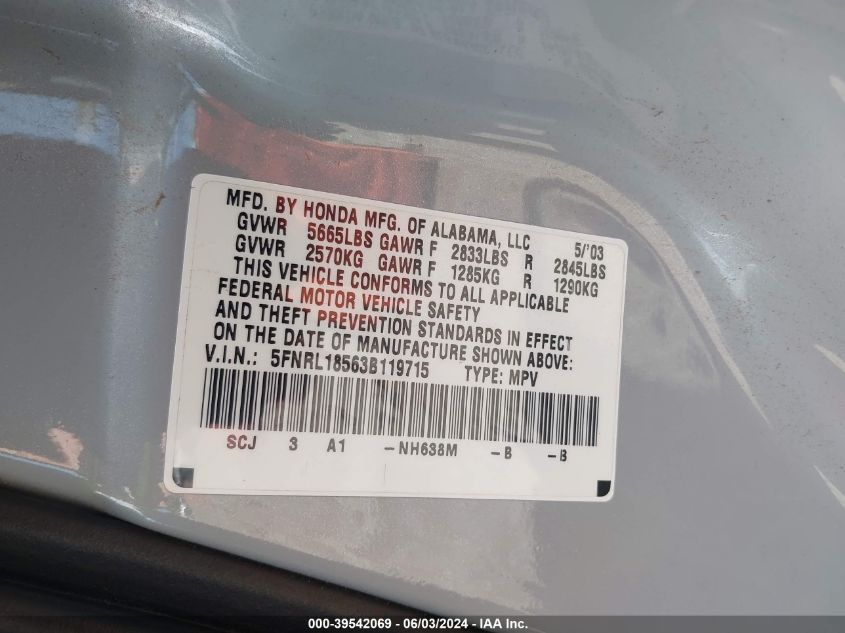 MFD. BY HONDA MFG. OF ALABAMA, LLC 5/'03
GVWR 5665LBS GAWR F 2833LBS R 2845LBS
GVWR 2570KG GAWR F 1285KG R 1290KG
THIS VEHICLE CONFORMS TO ALL APPLICABLE
FEDERAL MOTOR VEHICLE SAFETY
AND THEFT PREVENTION STANDARDS IN EFFECT
ON THE DATE OF MANUFACTURE SHOWN ABOVE:
V.I.N.: 5FNRL18563B119715 TYPE: MPV
SCJ 3 A1 -NH638M -B -B
000-39542069 - 06/03/2024 - IAA Inc.